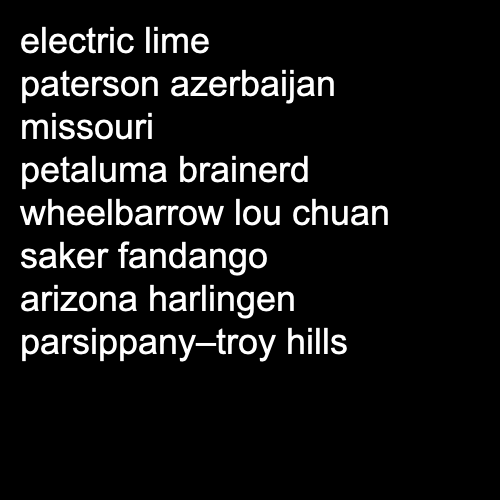 electric lime
paterson azerbaijan
missouri
petaluma brainerd
wheelbarrow lou chuan
saker fandango
arizona harlingen
parsippany–troy hills